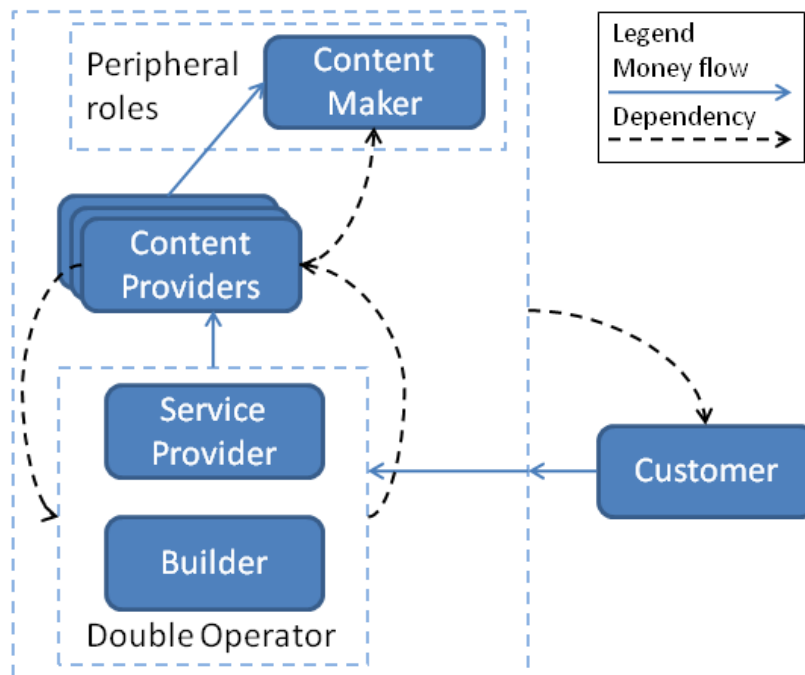 Peripheral
roles
Content
Maker
Legend
Money flow
Dependency
Content
Providers
Service
Provider
Builder
Double Operator
Customer